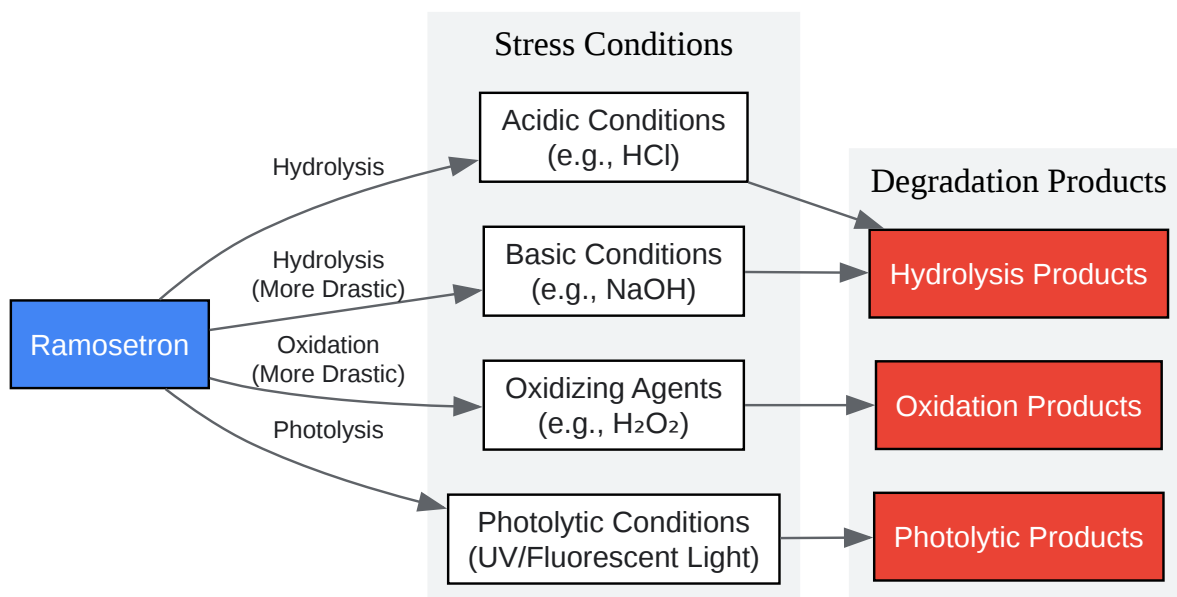 Stress Conditions
Acidic Conditions
(e.g., HCl)
Hydrolysis
Degradation Products
Basic Conditions
(e.g., NaOH)
Hydrolysis
(More Drastic)
Hydrolysis Products
Ramosetron
Oxidation
(More Drastic)
Oxidizing Agents
(e.g., H₂O₂)
Oxidation Products
Photolysis
Photolytic Conditions
(UV/Fluorescent Light)
Photolytic Products